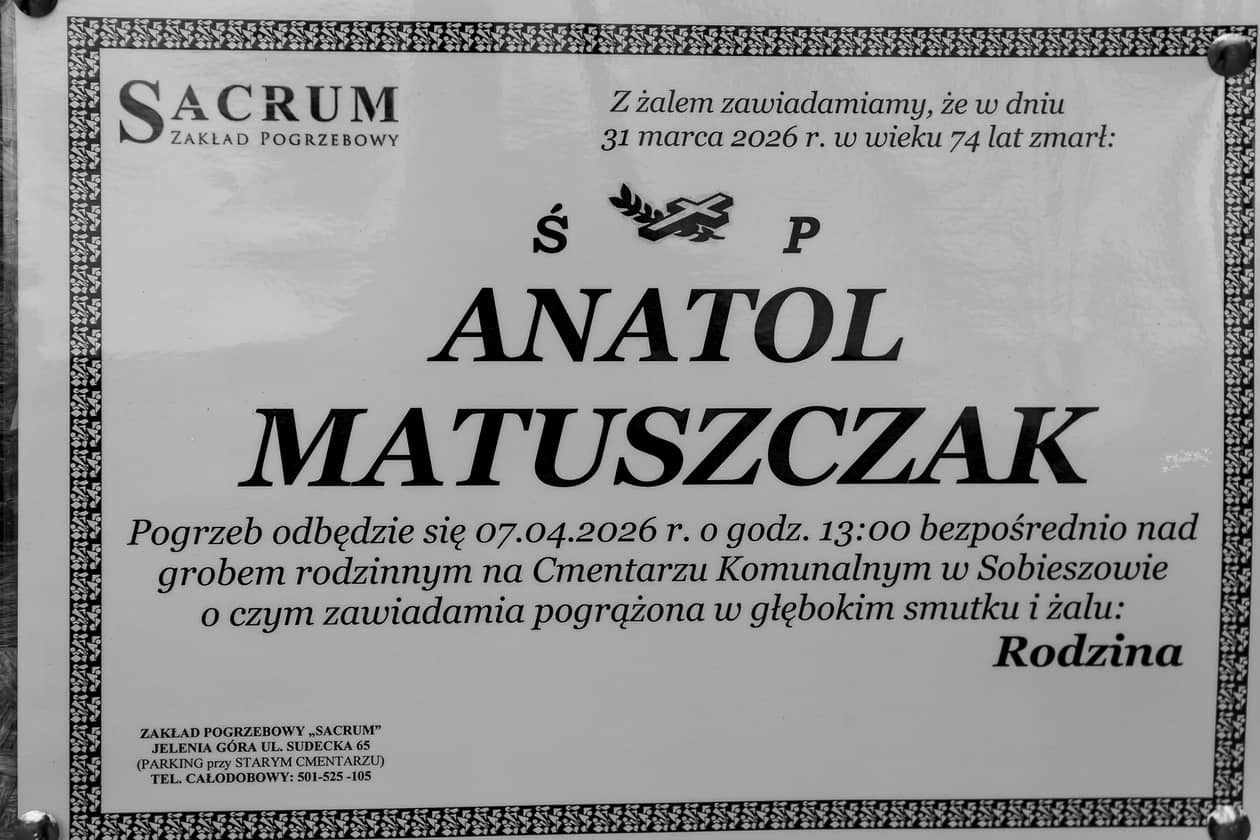 SACRUM
ZAKŁAD POGRZEBOWY
Z żalem zawiadamiamy, że w dniu
31 marca 2026 r. w wieku 74 lat zmarł:
Ś P
ANATOL
MATUSZCZAK
Pogrzeb odbędzie się 07.04.2026 r. o godz. 13:00 bezpośrednio nad
grobem rodzinnym na Cmentarzu Komunalnym w Sobieszowie
o czym zawiadamia pogrążona w głębokim smutku i żalu:
Rodzina
ZAKŁAD POGRZEBOWY „SACRUM”
JELENIA GÓRA UL. SUDECKA 65
(PARKING przy STARYM CMENTARZU)
TEL. CAŁODOBOWY: 501-525 -105